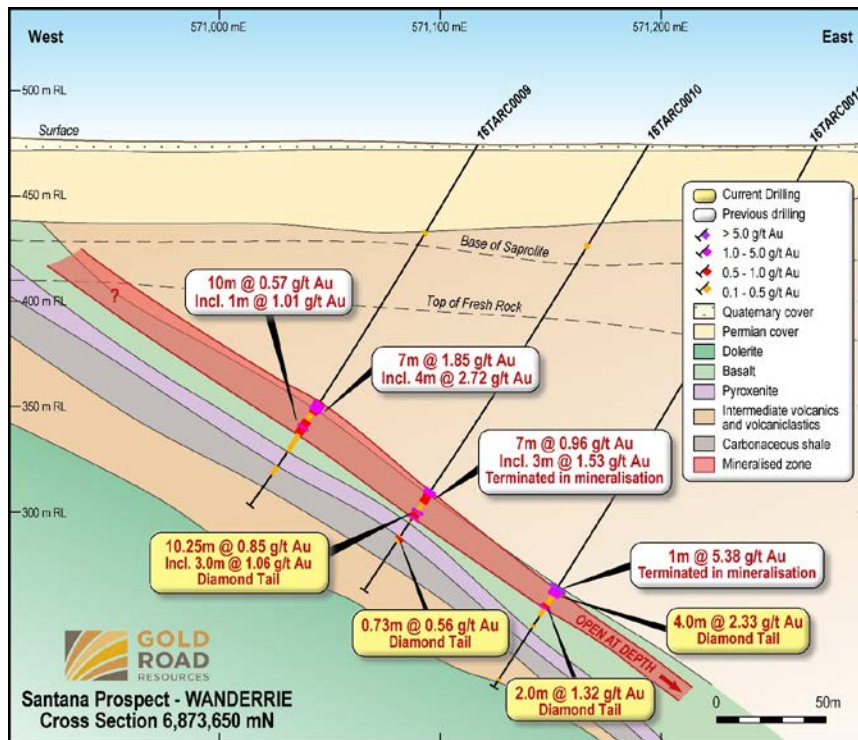 West
571,000 mE
571,100 mE
571,200 mE
East
500 m RL
16TARC0009
16TARC0010
Surface
450 m RL
Base of Saprolite
400 m RL
?
Top of Fresh Rock
Current Drilling
Previous drilling
> 5.0 g/t Au
1.0 - 5.0 g/t Au
0.5 - 1.0 g/t Au
0.1 - 0.5 g/t Au
Quaternary cover
Permian cover
Dolerite
Basalt
Pyroxenite
Intermediate volcanics
and volcaniclastics
Carbonaceous shale
Mineralised zone
10m @ 0.57 g/t Au
Incl. 1m @ 1.01 g/t Au
7m @ 1.85 g/t Au
Incl. 4m @ 2.72 g/t Au
350 m RL
7m @ 0.96 g/t Au
Incl. 3m @ 1.53 g/t Au
Terminated in mineralisation
300 m RL
10.25m @ 0.85 g/t Au
Incl. 3.0m @ 1.06 g/t Au
Diamond Tail
1m @ 5.38 g/t Au
Terminated in mineralisation
0.73m @ 0.56 g/t Au
Diamond Tail
4.0m @ 2.33 g/t Au
Diamond Tail
OPEN AT DEPTH
2.0m @ 1.32 g/t Au
Diamond Tail
GOLD
ROAD
RESOURCES
Santana Prospect - WANDERRIE
Cross Section 6,873,650 mN
0
50m